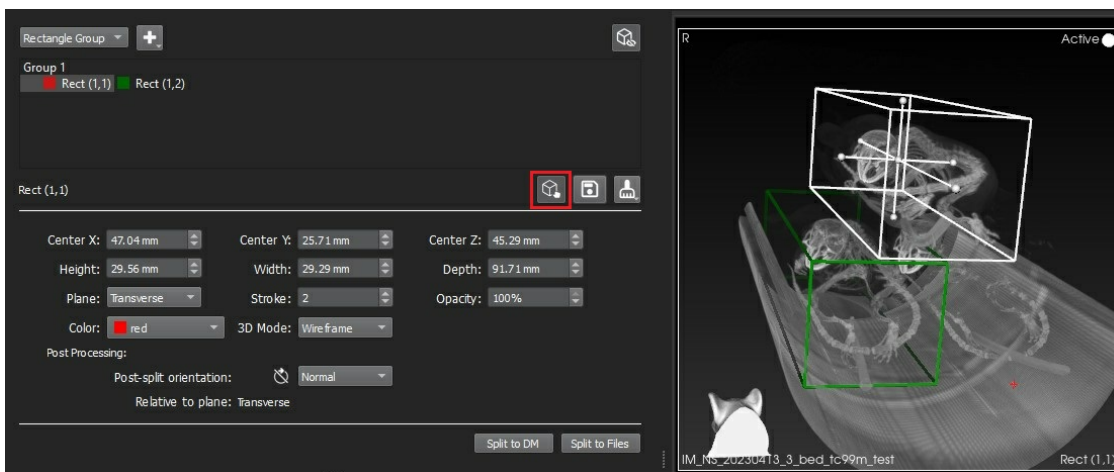 Rectangle Group
Group 1
Rect (1,1) Rect (1,2)
Rect (1,1)
Center X: 47.04 mm Center Y: 25.71 mm Center Z: 45.29 mm
Height: 29.56 mm Width: 29.29 mm Depth: 91.71 mm
Plane: Transverse Stroke: 2 Opacity: 100%
Color: red 3D Mode: Wireframe
Post Processing:
Post-split orientation: Normal
Relative to plane: Transverse
Split to DM Split to Files
R Active
IM_NS_20230413_3_bed_tc99m_test Rect (1,1)